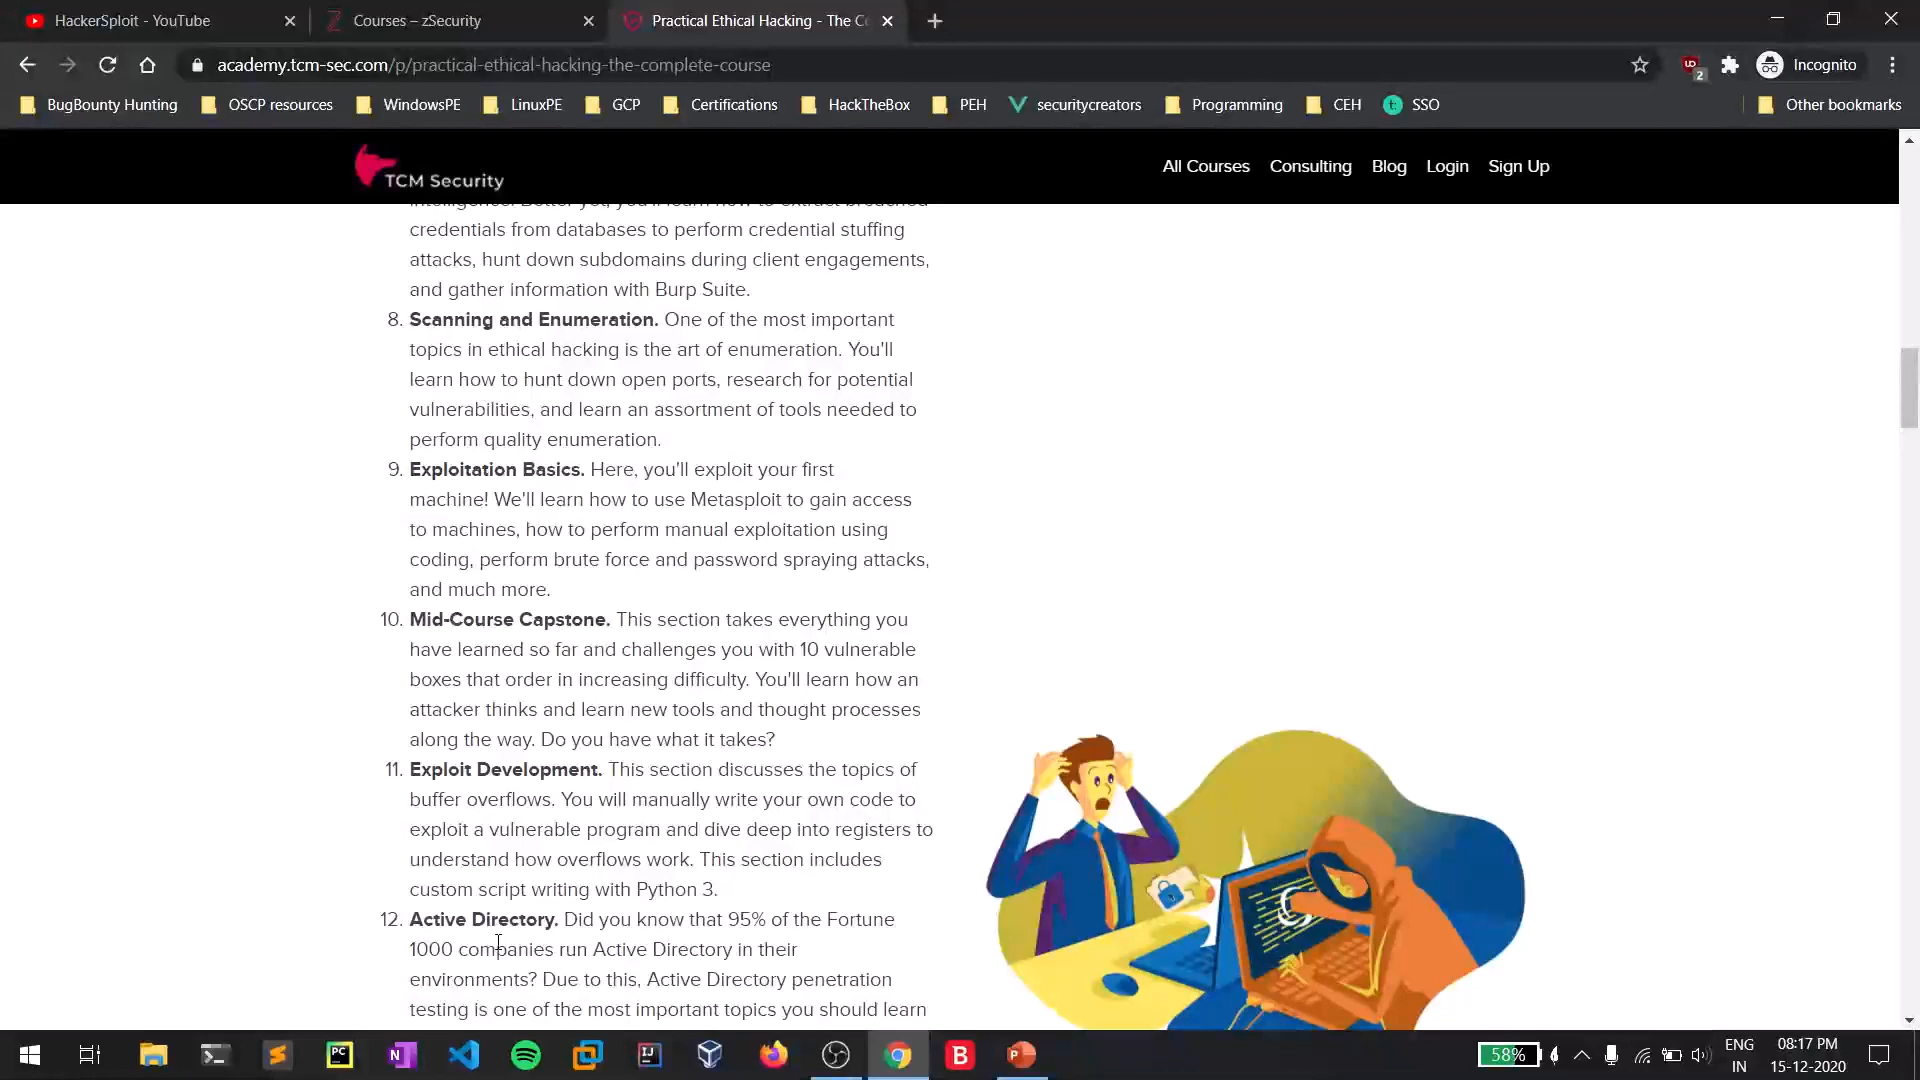 HackerSploit - YouTube
Courses – zSecurity
Practical Ethical Hacking - The Co
academy.tcm-sec.com/p/practical-ethical-hacking-the-complete-course
2
Incognito
BugBounty Hunting
OSCP resources
WindowsPE
LinuxPE
GCP
Certifications
HackTheBox
PEH
securitycreators
Programming
CEH
SSO
Other bookmarks
TCM Security
All Courses
Consulting
Blog
Login
Sign Up
intelligence! Better yet, you'll learn how to extract breached
credentials from databases to perform credential stuffing
attacks, hunt down subdomains during client engagements,
and gather information with Burp Suite.
8. Scanning and Enumeration. One of the most important
topics in ethical hacking is the art of enumeration. You'll
learn how to hunt down open ports, research for potential
vulnerabilities, and learn an assortment of tools needed to
perform quality enumeration.
9. Exploitation Basics. Here, you'll exploit your first
machine! We'll learn how to use Metasploit to gain access
to machines, how to perform manual exploitation using
coding, perform brute force and password spraying attacks,
and much more.
10. Mid-Course Capstone. This section takes everything you
have learned so far and challenges you with 10 vulnerable
boxes that order in increasing difficulty. You'll learn how an
attacker thinks and learn new tools and thought processes
along the way. Do you have what it takes?
11. Exploit Development. This section discusses the topics of
buffer overflows. You will manually write your own code to
exploit a vulnerable program and dive deep into registers to
understand how overflows work. This section includes
custom script writing with Python 3.
12. Active Directory. Did you know that 95% of the Fortune
1000 companies run Active Directory in their
environments? Due to this, Active Directory penetration
testing is one of the most important topics you should learn
58%
ENG
IN
08:17 PM
15-12-2020